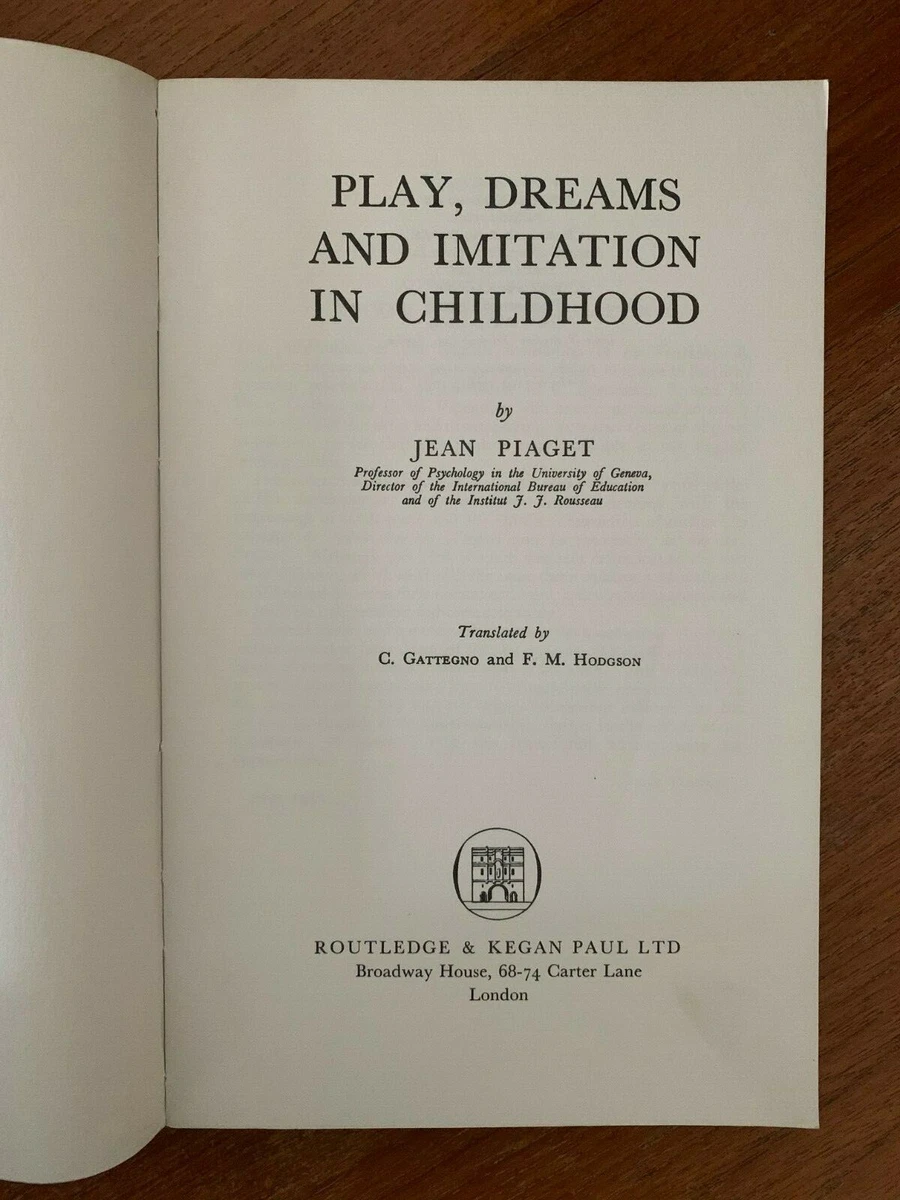 PLAY, DREAMS
AND IMITATION
IN CHILDHOOD
by
JEAN PIAGET
Professor of Psychology in the University of Geneva,
Director of the International Bureau of Education
and of the Institut J. J. Rousseau
Translated by
C. GATTEGNO and F. M. HODGSON
ROUTLEDGE & KEGAN PAUL LTD
Broadway House, 68-74 Carter Lane
London